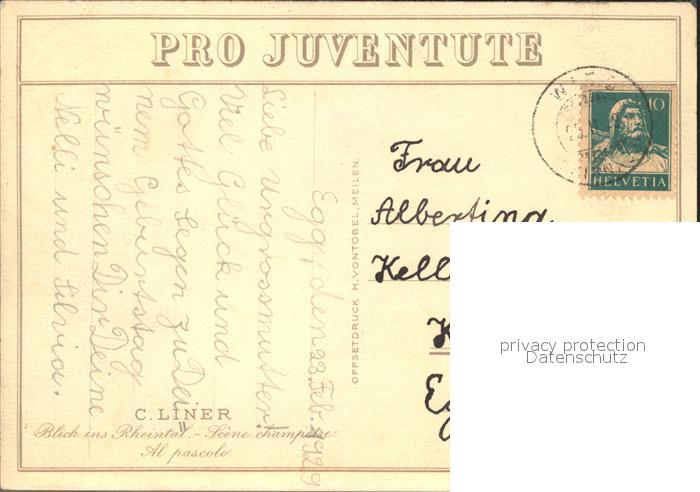 PRO JUVENTUTE
10
HELVETIA
Egg, den 23. Feb. 1929
Liebe Urgrossmutter!
Viel Glück und
Gottes Segen zu Dei=
nem Geburtstag
wünschen Dir Deine
Nelli und Silvia.
OFFSETDRUCK H. VONTOBEL, MEILEN.
Frau
Albertina
Kell
K
Eg
C. LINER
Blick ins Rheintal. - Scène champêtre.
Al pascolo.
privacy protection
Datenschutz